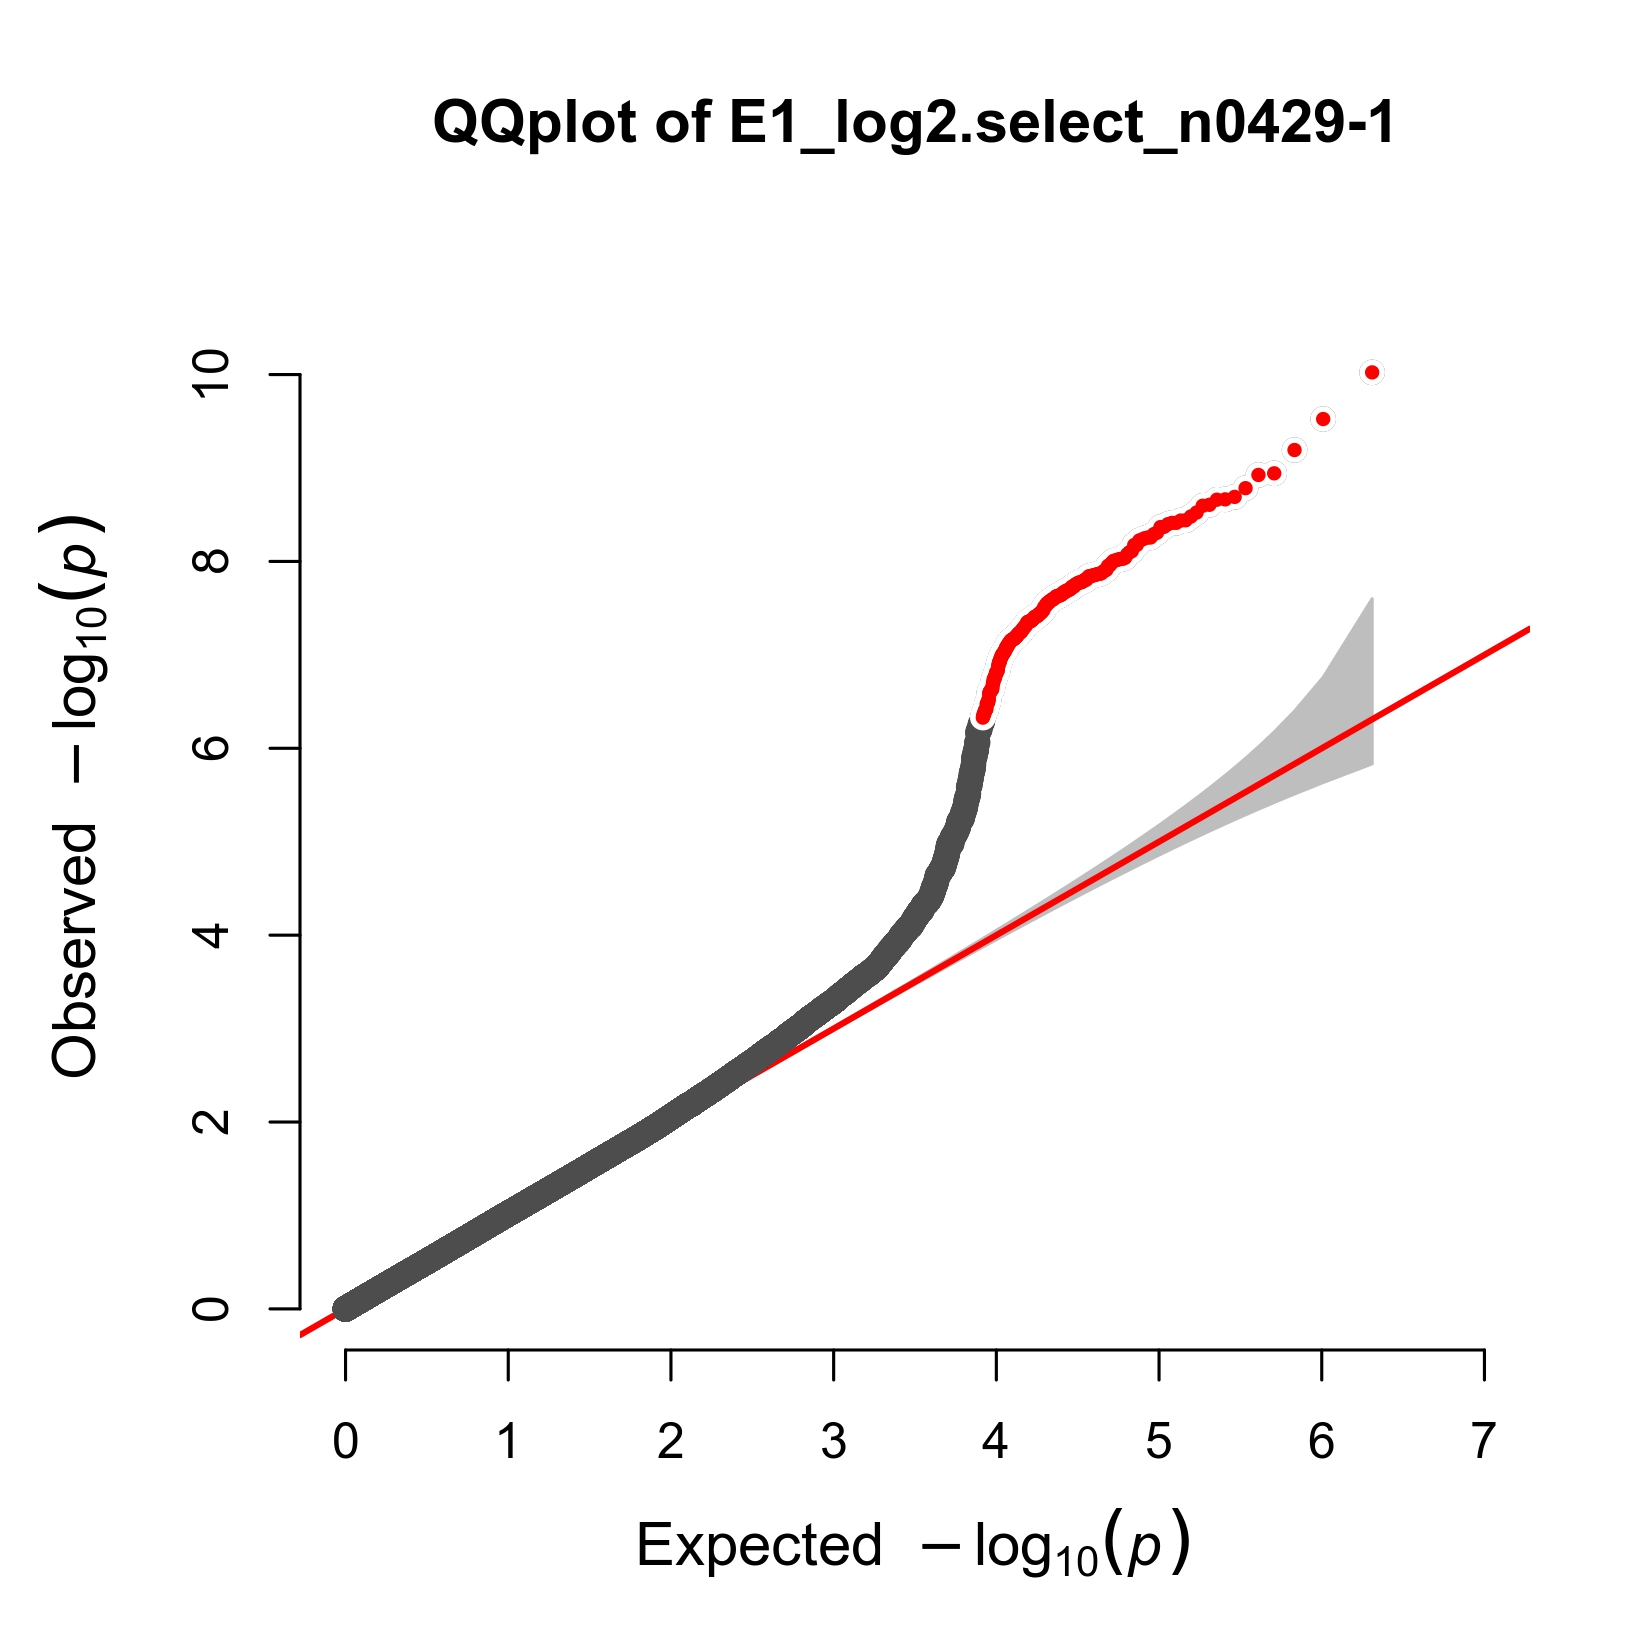 QQplot of E1_log2.select_n0429-1
Observed −log10(p)
10
8
6
4
2
0
0 1 2 3 4 5 6 7
Expected −log10(p)